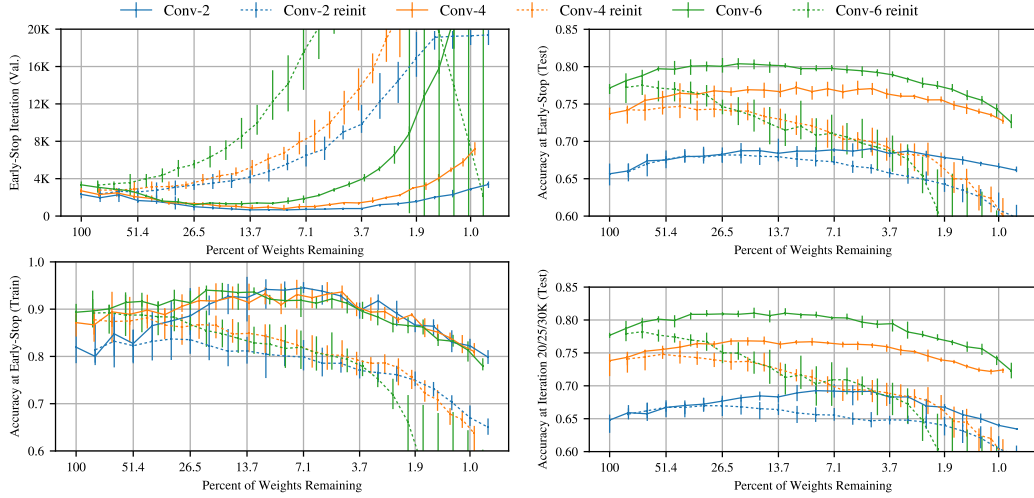 Conv-2 Conv-2 reinit Conv-4 Conv-4 reinit Conv-6 Conv-6 reinit
Early-Stop Iteration (Val.)
20K
16K
12K
8K
4K
0
100 51.4 26.5 13.7 7.1 3.7 1.9 1.0
Percent of Weights Remaining
Accuracy at Early-Stop (Test)
0.85
0.80
0.75
0.70
0.65
0.60
100 51.4 26.5 13.7 7.1 3.7 1.9 1.0
Percent of Weights Remaining
Accuracy at Early-Stop (Train)
1.0
0.9
0.8
0.7
0.6
100 51.4 26.5 13.7 7.1 3.7 1.9 1.0
Percent of Weights Remaining
Accuracy at Iteration 20/25/30K (Test)
0.80
0.75
0.70
0.65
0.60
100 51.4 26.5 13.7 7.1 3.7 1.9 1.0
Percent of Weights Remaining